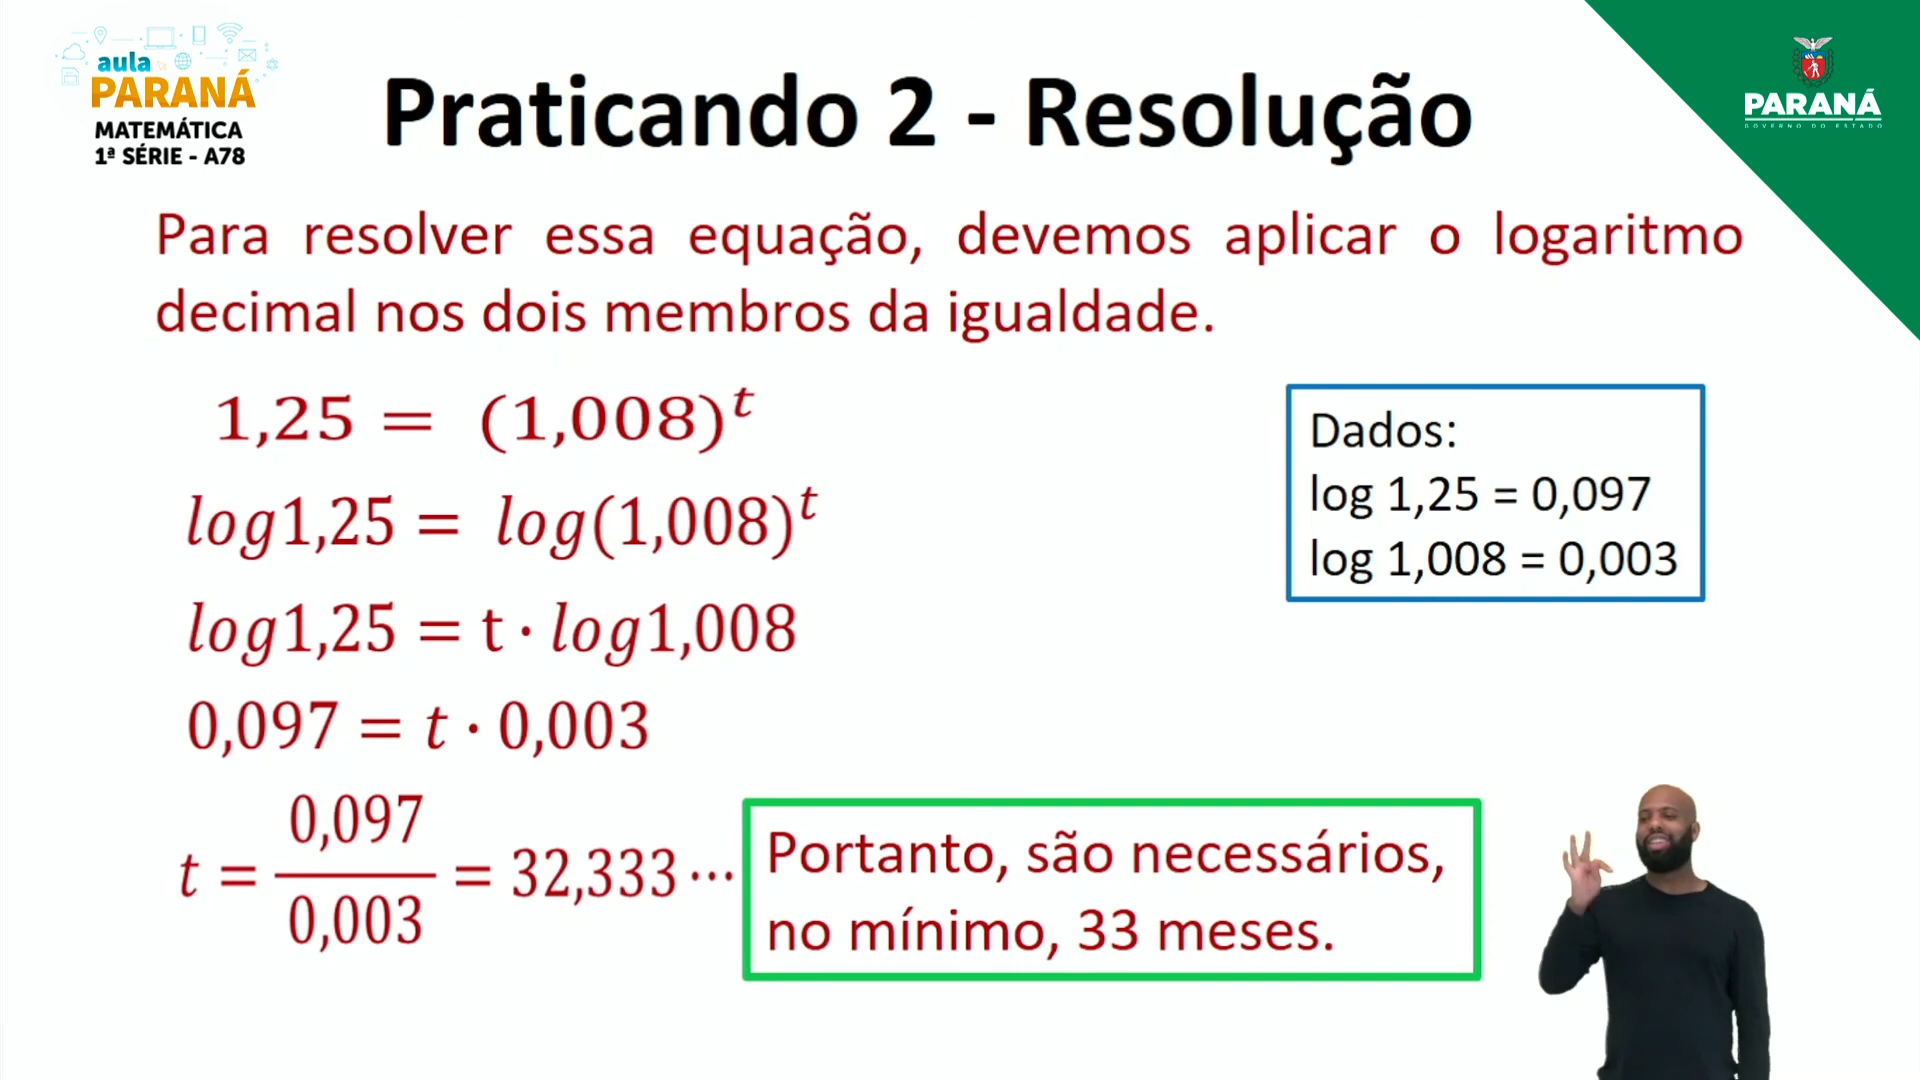 aula
PARANÁ
MATEMÁTICA
1ª SÉRIE - A78
Praticando 2 - Resolução
PARANÁ
GOVERNO DO ESTADO
Para resolver essa equação, devemos aplicar o logaritmo
decimal nos dois membros da igualdade.
1,25 = (1,008)^t
log1,25 = log(1,008)^t
log1,25 = t · log1,008
0,097 = t · 0,003
t = 0,097/0,003 = 32,333 ⋯
Dados:
log 1,25 = 0,097
log 1,008 = 0,003
Portanto, são necessários,
no mínimo, 33 meses.